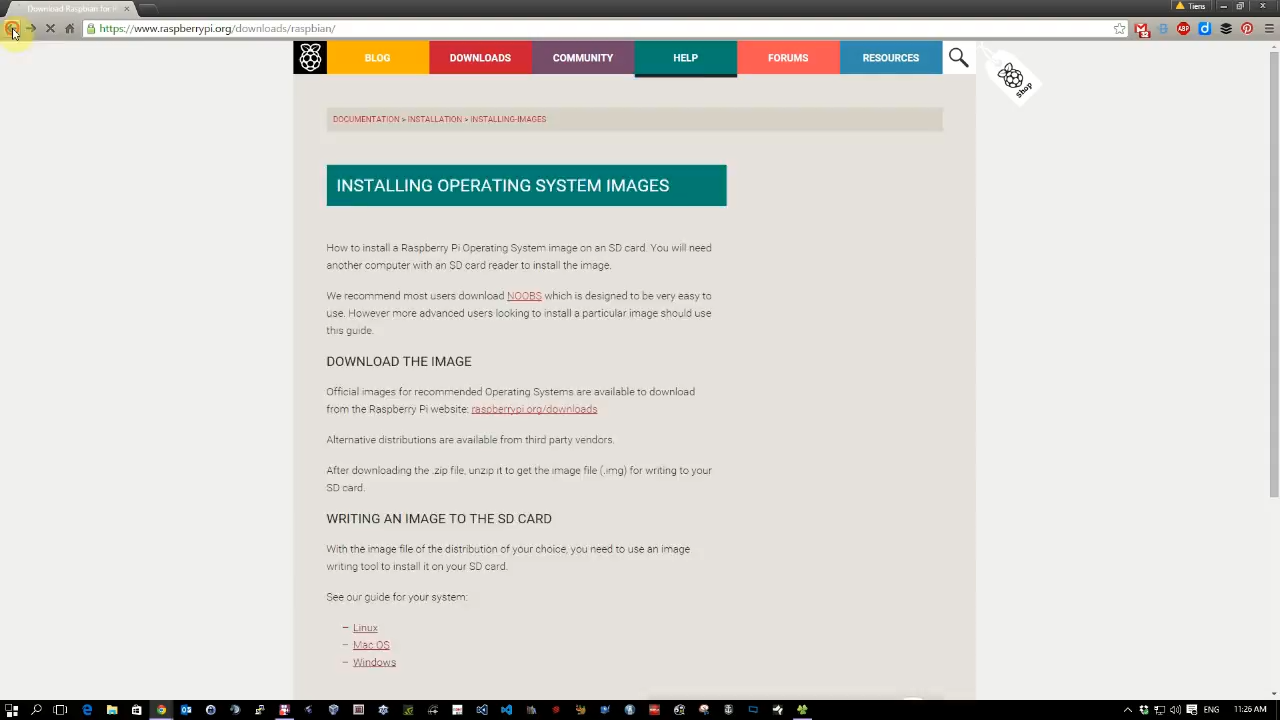 Download Raspbian for
Tiens
https://www.raspberrypi.org/downloads/raspbian/
BLOG
DOWNLOADS
COMMUNITY
HELP
FORUMS
RESOURCES
Shop
DOCUMENTATION > INSTALLATION > INSTALLING-IMAGES
INSTALLING OPERATING SYSTEM IMAGES
How to install a Raspberry Pi Operating System image on an SD card. You will need
another computer with an SD card reader to install the image.
We recommend most users download NOOBS which is designed to be very easy to
use. However more advanced users looking to install a particular image should use
this guide.
DOWNLOAD THE IMAGE
Official images for recommended Operating Systems are available to download
from the Raspberry Pi website: raspberrypi.org/downloads
Alternative distributions are available from third party vendors.
After downloading the .zip file, unzip it to get the image file (.img) for writing to your
SD card.
WRITING AN IMAGE TO THE SD CARD
With the image file of the distribution of your choice, you need to use an image
writing tool to install it on your SD card.
See our guide for your system:
– Linux
– Mac OS
– Windows
11:26 AM